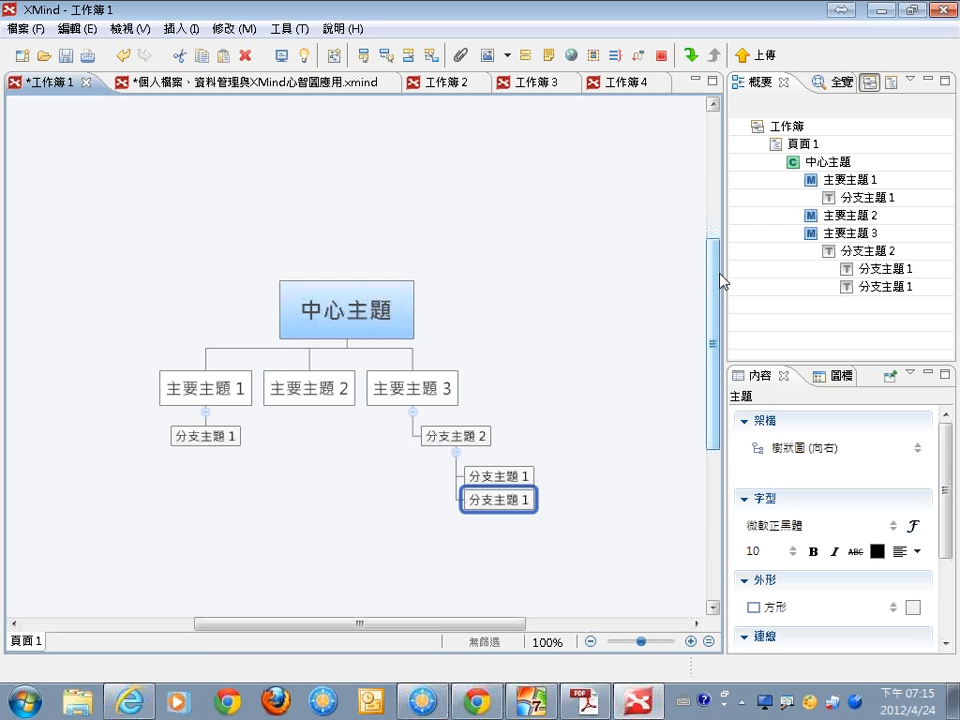 XMind - 工作簿 1
檔案 (F) 編輯 (E) 檢視 (V) 插入 (I) 修改 (M) 工具 (T) 說明 (H)
上傳
*工作簿 1
*個人檔案、資料管理與XMind心智圖應用.xmind
工作簿 2
工作簿 3
工作簿 4
概要
全覽
工作簿
頁面 1
中心主題
主要主題 1
分支主題 1
主要主題 2
主要主題 3
分支主題 2
分支主題 1
分支主題 1
中心主題
主要主題 1
主要主題 2
主要主題 3
分支主題 1
分支主題 2
分支主題 1
分支主題 1
內容
圖標
主題
架構
樹狀圖 (向右)
字型
微軟正黑體
10 B I ABC
外形
方形
連線
頁面 1
無篩選
100%
下午 07:15
2012/4/24